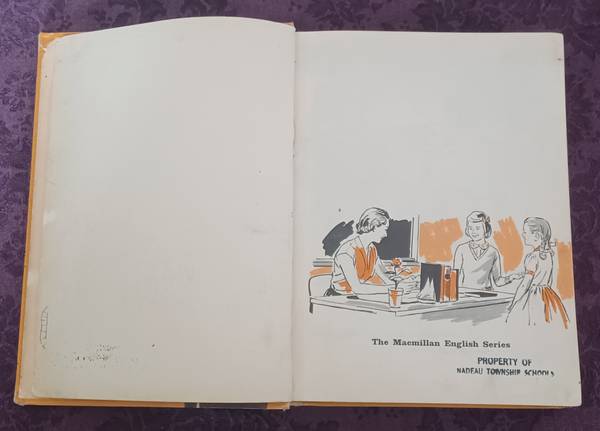 The Macmillan English Series
PROPERTY OF
NADEAU TOWNSHIP SCHOOLS